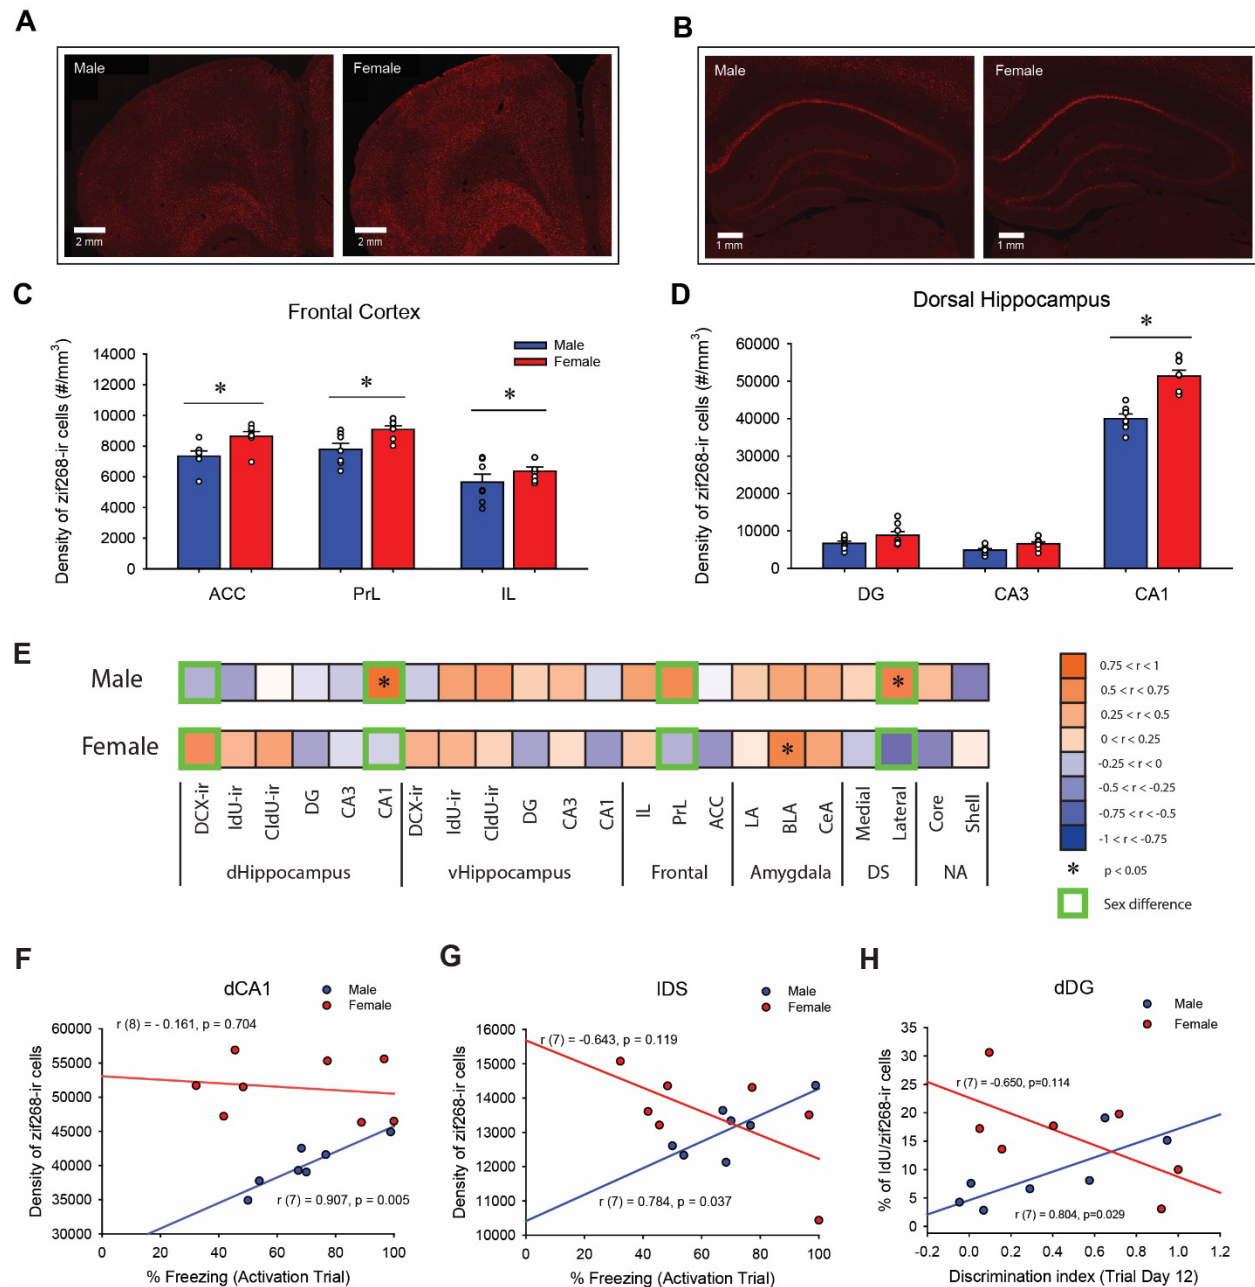 A
B
Male
Female
Male
Female
2 mm
2 mm
1 mm
1 mm
C
D
Frontal Cortex
Dorsal Hippocampus
Density of zif268-ir cells (#/mm³)
14000
12000
10000
8000
6000
4000
2000
0
Male
Female
*
*
*
ACC PrL IL
Density of zif268-ir cells (#/mm³)
60000
50000
40000
30000
20000
10000
0
*
DG CA3 CA1
E
Male
* *
Female
*
DCX-ir IdU-ir CldU-ir DG CA3 CA1 DCX-ir IdU-ir CldU-ir DG CA3 CA1 IL PrL ACC LA BLA CeA Medial Lateral Core Shell
dHippocampus vHippocampus Frontal Amygdala DS NA
0.75 < r < 1
0.5 < r < 0.75
0.25 < r < 0.5
0 < r < 0.25
-0.25 < r < 0
-0.5 < r < -0.25
-0.75 < r < -0.5
-1 < r < -0.75
* p < 0.05
Sex difference
F
dCA1
Male
Female
r (8) = - 0.161, p = 0.704
r (7) = 0.907, p = 0.005
Density of zif268-ir cells
60000
55000
50000
45000
40000
35000
30000
0 20 40 60 80 100
% Freezing (Activation Trial)
G
lDS
Male
Female
r (7) = -0.643, p = 0.119
r (7) = 0.784, p = 0.037
Density of zif268-ir cells
16000
15000
14000
13000
12000
11000
10000
0 20 40 60 80 100
% Freezing (Activation Trial)
H
dDG
Male
Female
r (7) = -0.650, p=0.114
r (7) = 0.804, p=0.029
% of IdU/zif268-ir cells
35
30
25
20
15
10
5
0
-0.2 0.0 0.2 0.4 0.6 0.8 1.0 1.2
Discrimination index (Trial Day 12)